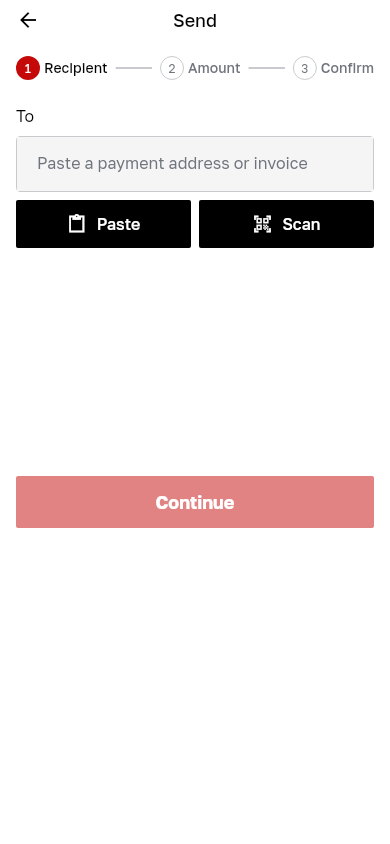 Send
1 Recipient 2 Amount 3 Confirm
To
Paste a payment address or invoice
Paste Scan
Continue